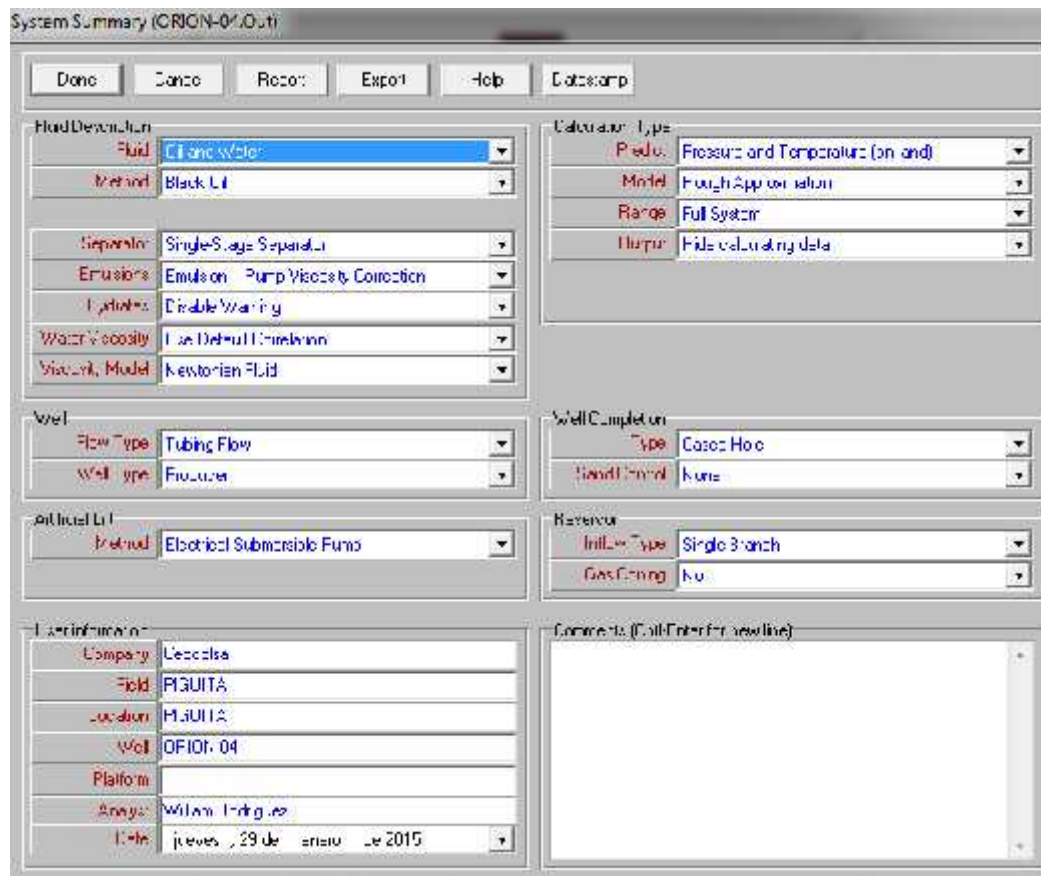 System Summary (ORION-04.Out)
Done Cancel Report Export Help Datestamp
Fluid Description
Fluid Oil and Water
Method Black Oil
Separator Single-Stage Separator
Emulsions Emulsion + Pump Viscosity Correction
Hydrates Disable Warning
Water Viscosity Use Default Correlation
Viscosity Model Newtonian Fluid
Calculation Type
Predict Pressure and Temperature (on land)
Model Rough Approximation
Range Full System
Output Hide calculating data
Well
Flow Type Tubing Flow
Well Type Producer
Well Completion
Type Cased Hole
Sand Control None
Artificial Lift
Method Electrical Submersible Pump
Reservoir
Inflow Type Single Branch
Gas Coning No
User information
Company
Field PIGUITA
Location PIGUITA
Well ORION-04
Platform
Analyst William Rodriguez
Date jueves , 29 de enero de 2015
Comments (Cntl-Enter for new line)